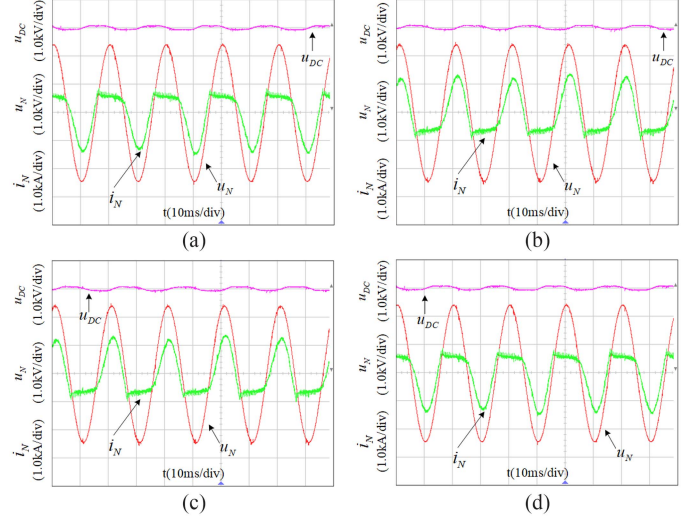 u_DC
(1.0kV/div)
u_N
(1.0kV/div)
i_N
(1.0kA/div)
u_DC
i_N
u_N
t(10ms/div)
(a)
u_DC
(1.0kV/div)
u_N
(1.0kV/div)
i_N
(1.0kA/div)
u_DC
i_N
u_N
t(10ms/div)
(b)
u_DC
(1.0kV/div)
u_N
(1.0kV/div)
i_N
(1.0kA/div)
u_DC
i_N
u_N
t(10ms/div)
(c)
u_DC
(1.0kV/div)
u_N
(1.0kV/div)
i_N
(1.0kA/div)
u_DC
i_N
u_N
t(10ms/div)
(d)